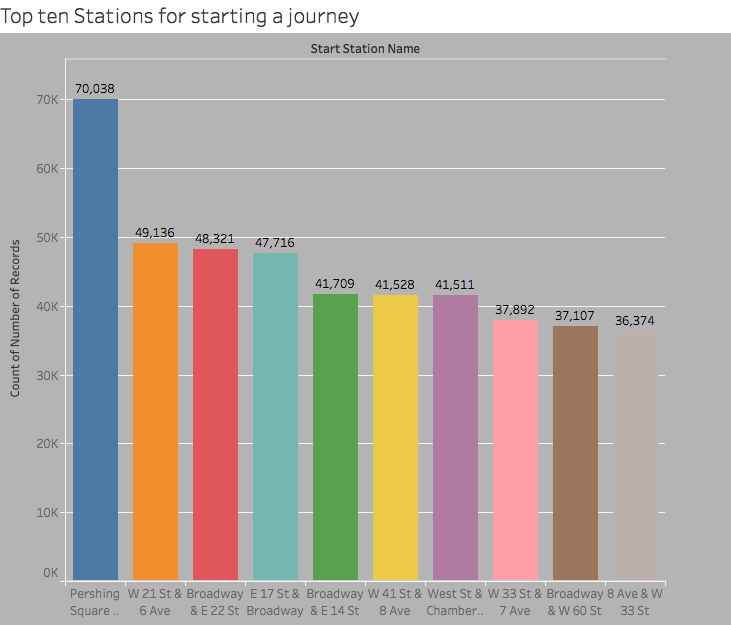 Top ten Stations for starting a journey
Start Station Name
Count of Number of Records
70K
60K
50K
40K
30K
20K
10K
0K
70,038
49,136
48,321
47,716
41,709
41,528
41,511
37,892
37,107
36,374
Pershing
Square ..
W 21 St &
6 Ave
Broadway
& E 22 St
E 17 St &
Broadway
Broadway
& E 14 St
W 41 St &
8 Ave
West St &
Chamber..
W 33 St &
7 Ave
Broadway
& W 60 St
8 Ave & W
33 St